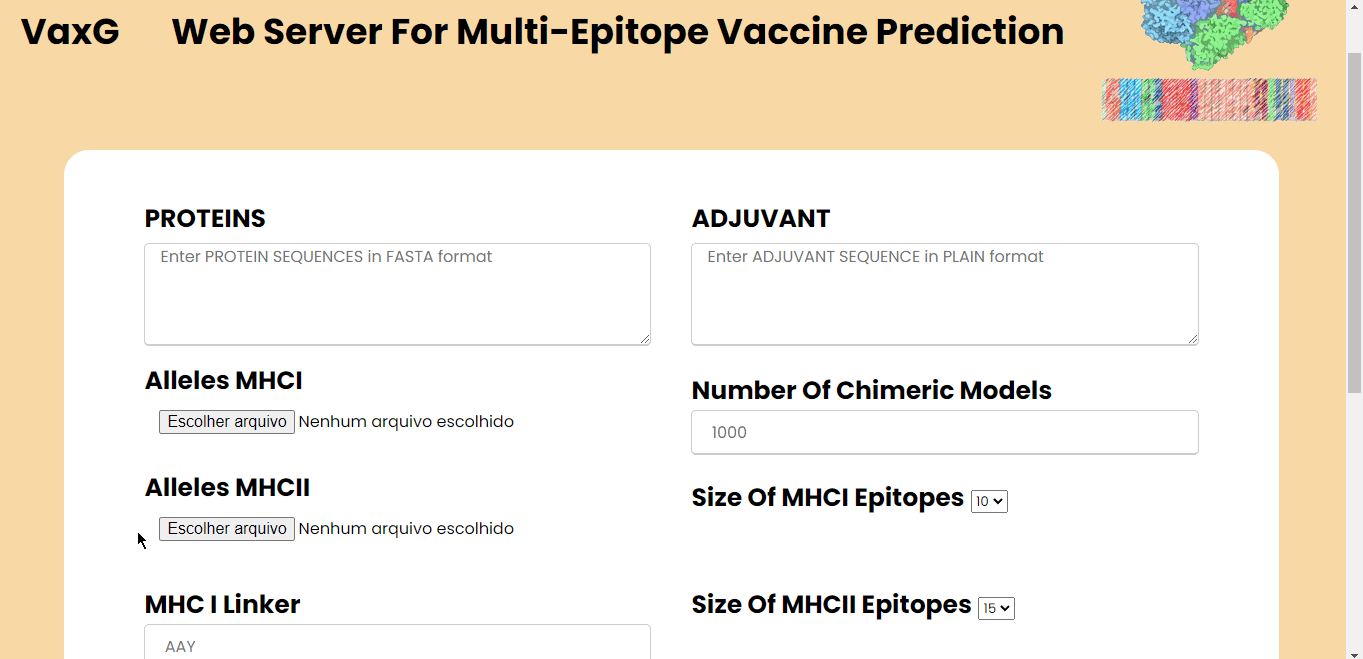 VaxG Web Server For Multi-Epitope Vaccine Prediction
PROTEINS
Enter PROTEIN SEQUENCES in FASTA format
ADJUVANT
Enter ADJUVANT SEQUENCE in PLAIN format
Alleles MHCI
Escolher arquivo Nenhum arquivo escolhido
Number Of Chimeric Models
1000
Alleles MHCII
Escolher arquivo Nenhum arquivo escolhido
Size Of MHCI Epitopes 10
MHC I Linker
AAY
Size Of MHCII Epitopes 15